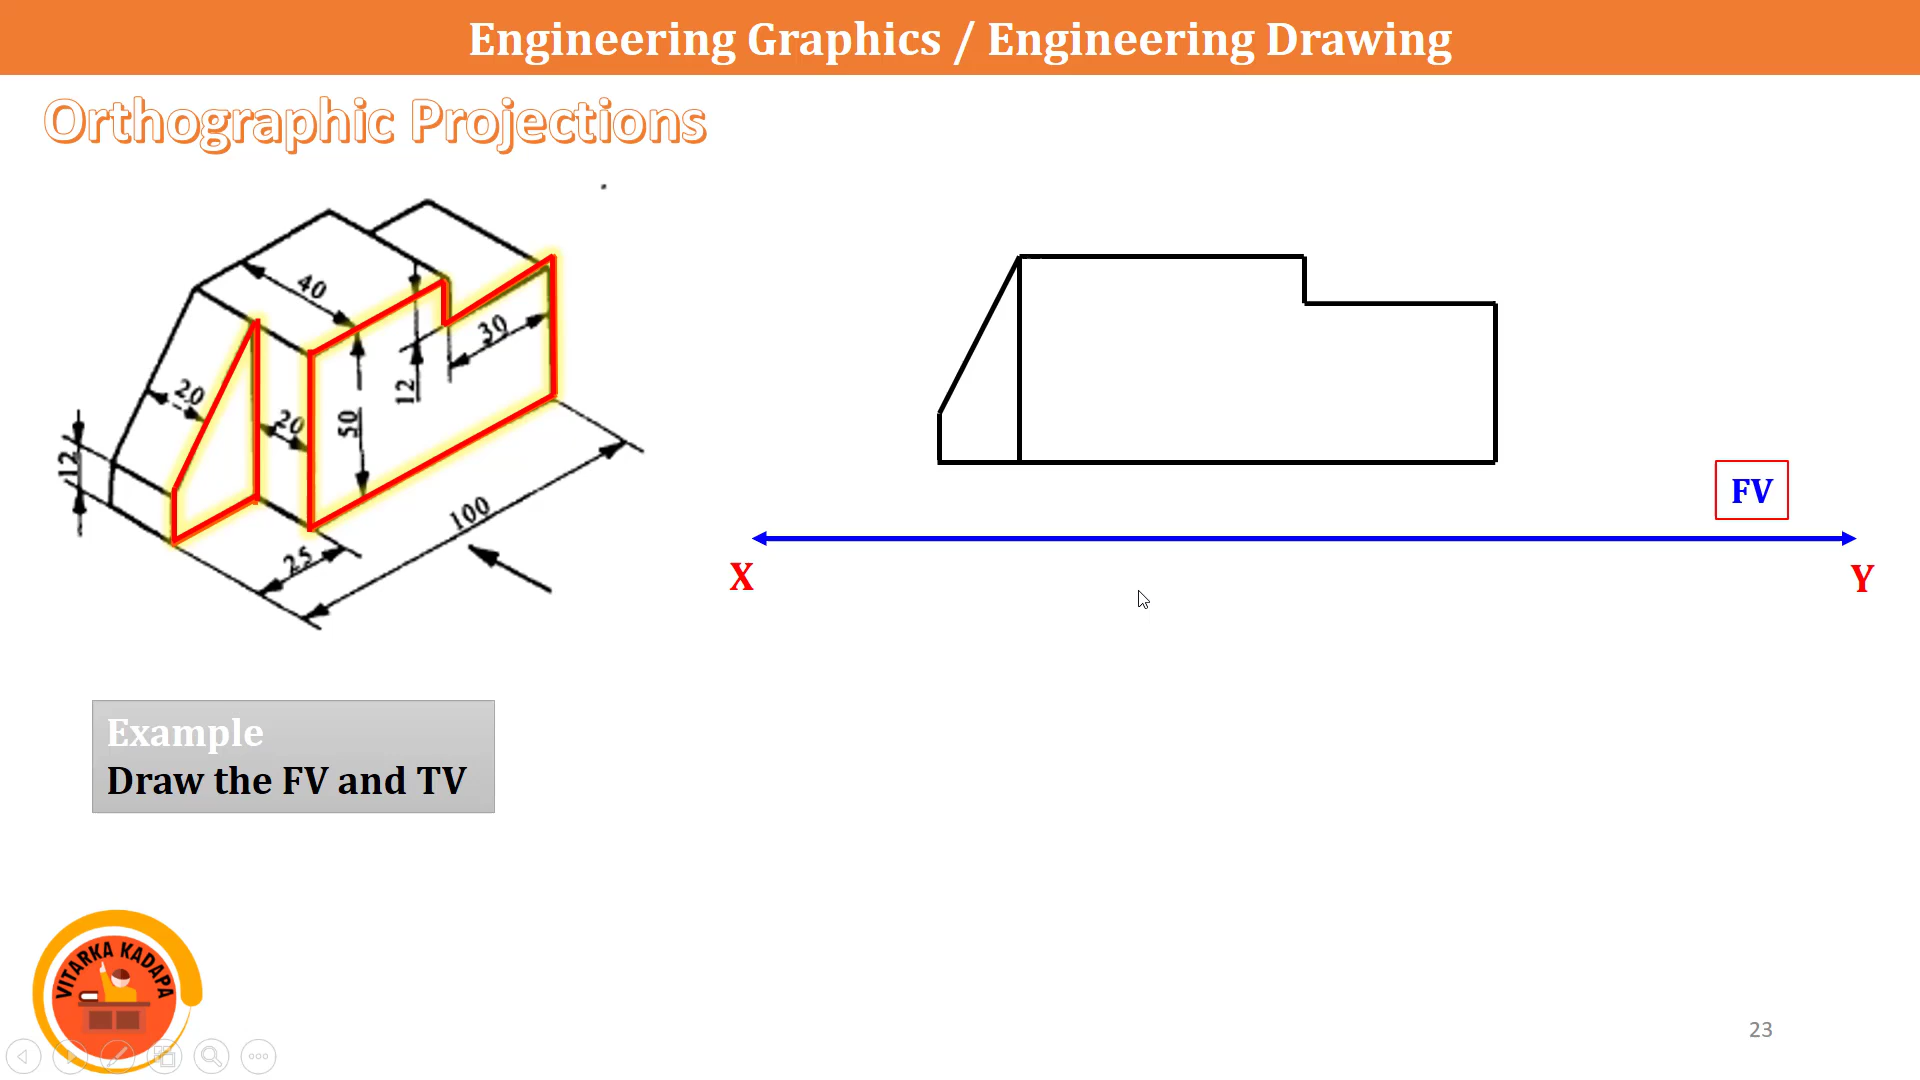 Engineering Graphics / Engineering Drawing
Orthographic Projections
40
30
12
20
20
50
12
100
25
FV
X
Y
Example
Draw the FV and TV
VITARKA KADAPA
23